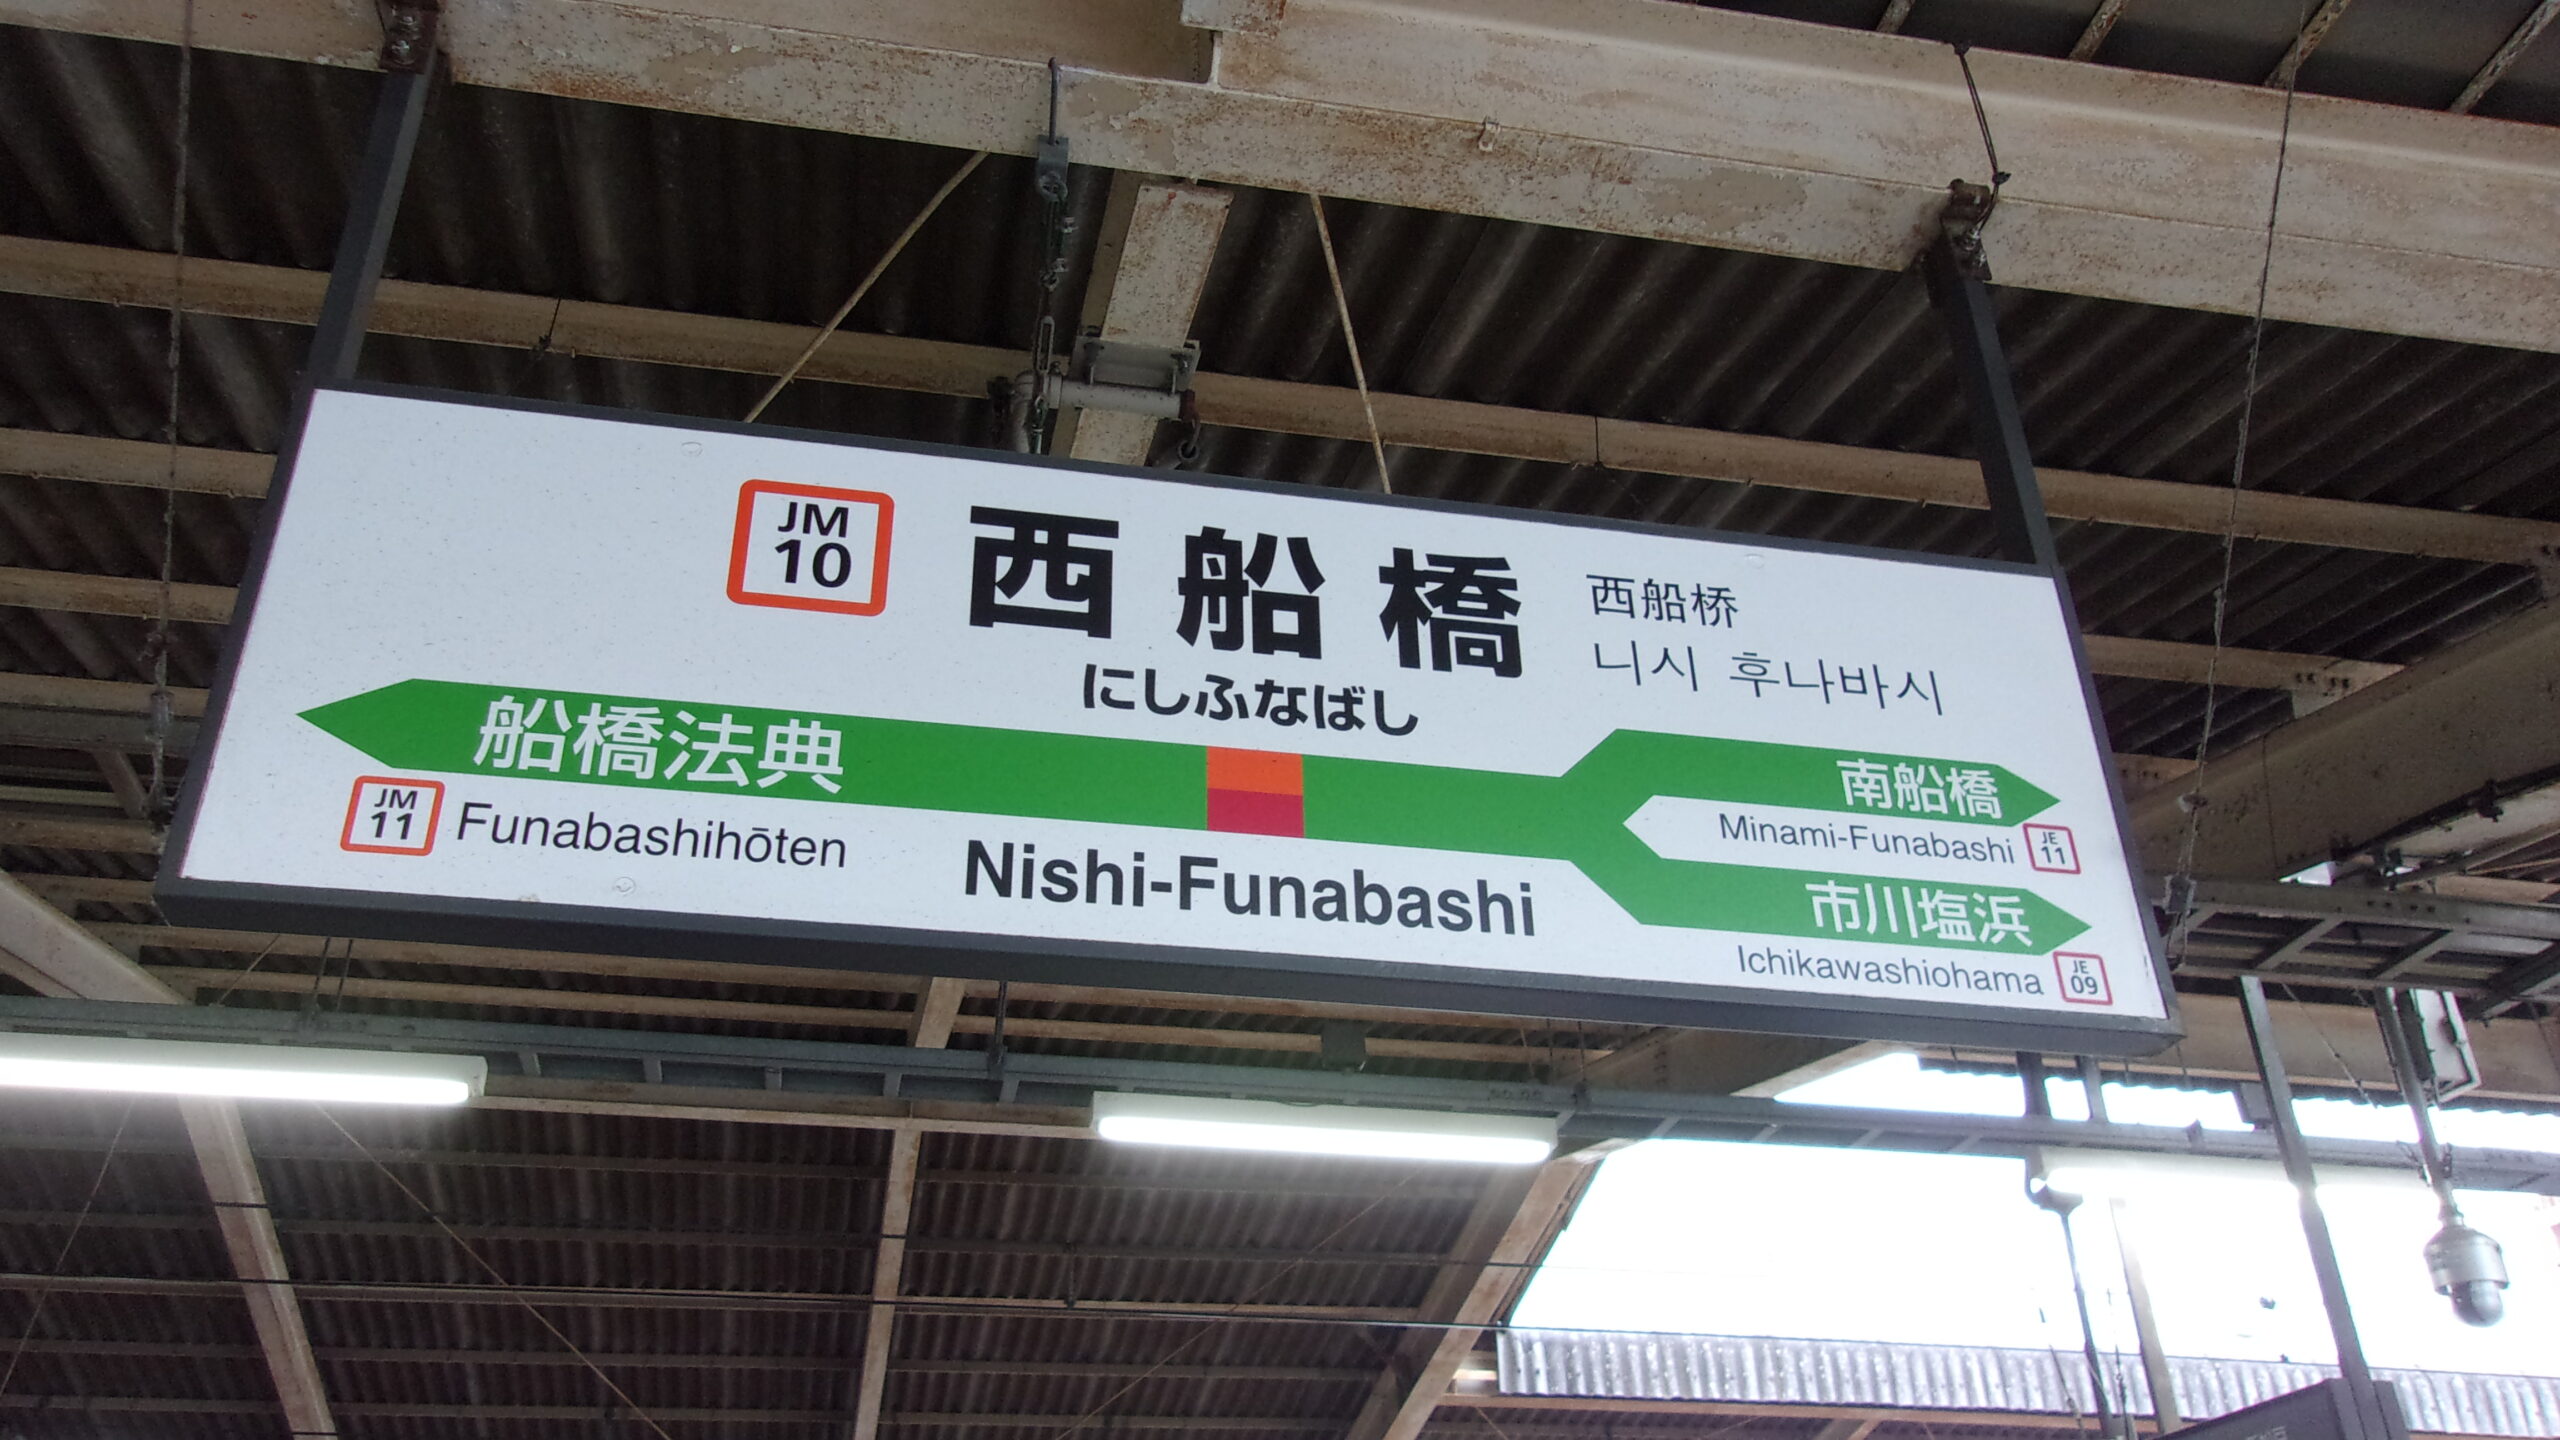 JM
10
西船橋
西船桥
니시 후나바시
にしふなばし
船橋法典
JM
11
Funabashihōten
Nishi-Funabashi
南船橋
Minami-Funabashi
JE
11
市川塩浜
Ichikawashiohama
JE
09